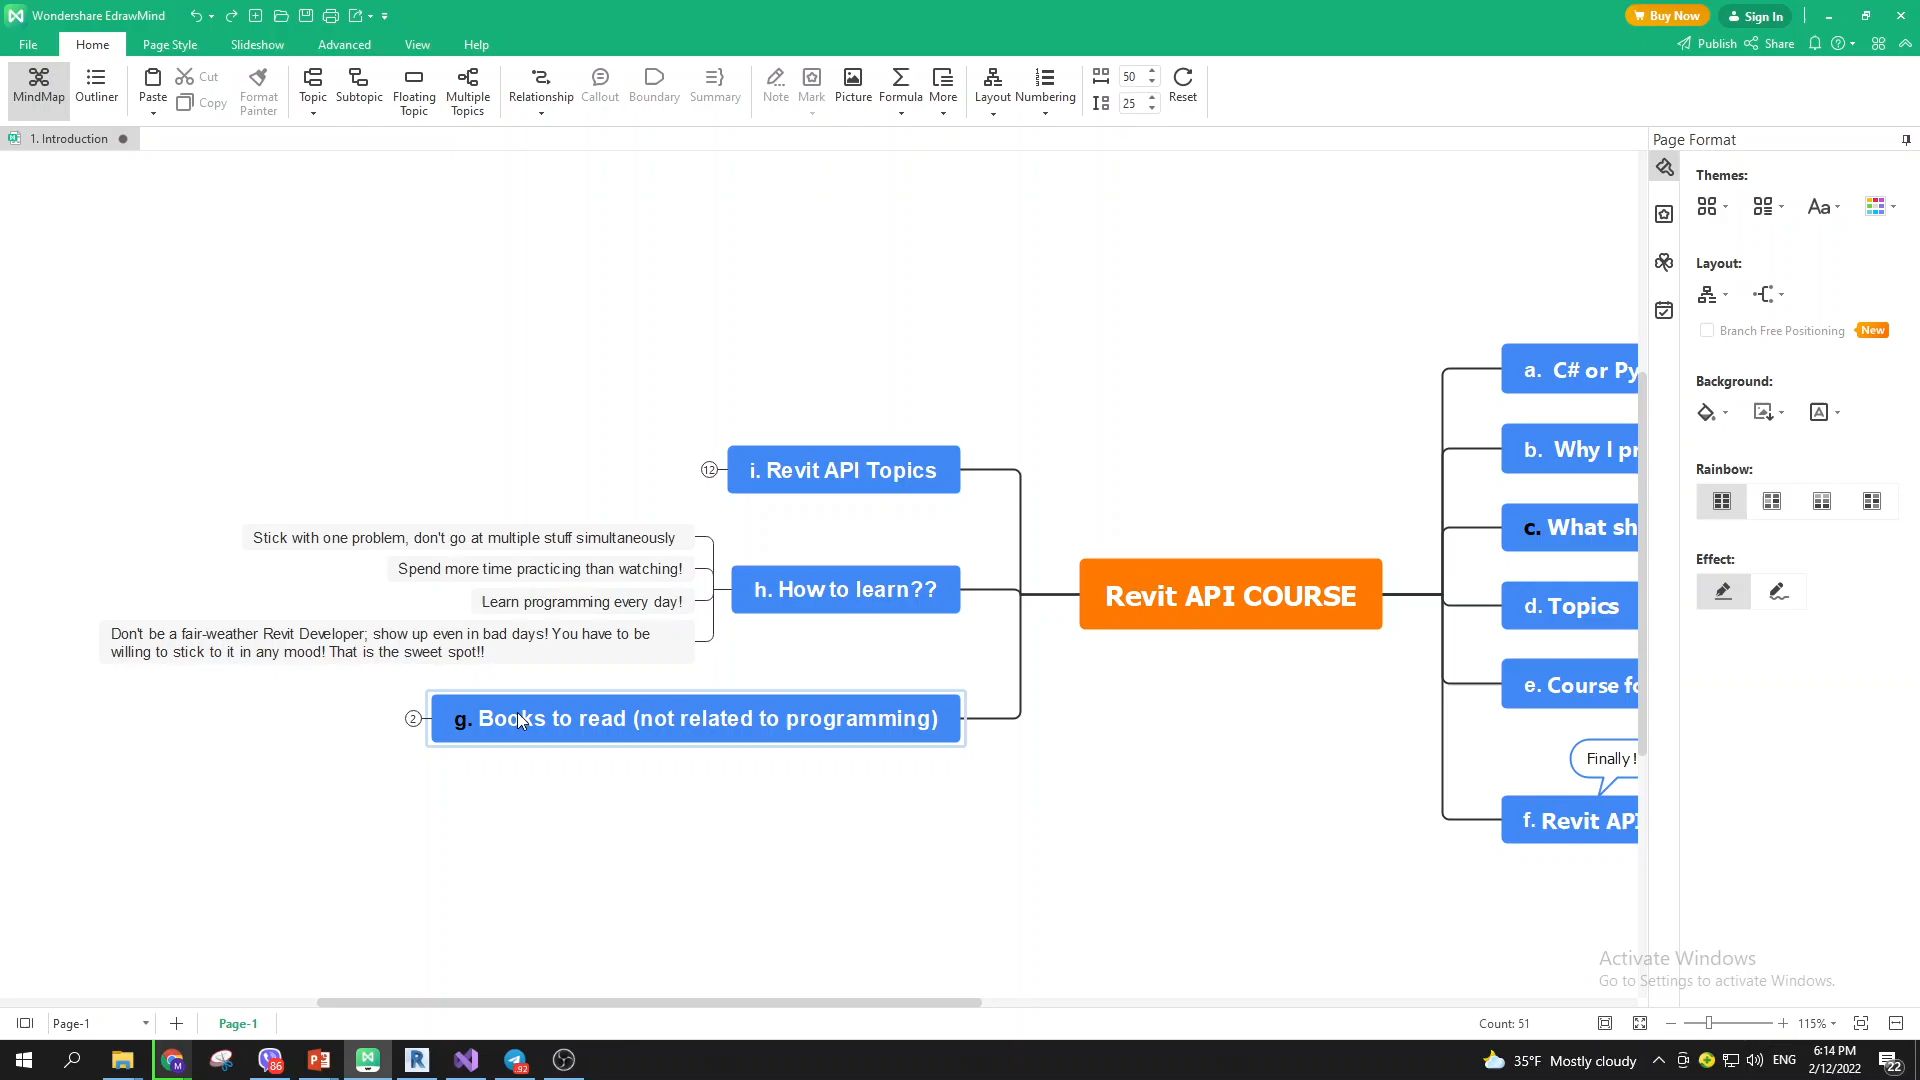 Wondershare EdrawMind
Buy Now
Sign In
File
Home
Page Style
Slideshow
Advanced
View
Help
Publish
Share
MindMap
Outliner
Paste
Cut
Copy
Format
Painter
Topic
Subtopic
Floating
Topic
Multiple
Topics
Relationship
Callout
Boundary
Summary
Note
Mark
Picture
Formula
More
Layout
Numbering
50
25
Reset
1. Introduction
Page Format
Themes:
Aa
Layout:
Branch Free Positioning
New
Background:
Rainbow:
Effect:
12
i. Revit API Topics
Stick with one problem, don't go at multiple stuff simultaneously
Spend more time practicing than watching!
Learn programming every day!
Don't be a fair-weather Revit Developer; show up even in bad days! You have to be
willing to stick to it in any mood! That is the sweet spot!!
h. How to learn??
2
g. Books to read (not related to programming)
Revit API COURSE
a. C# or Py
b. Why I pr
c. What sh
d. Topics
e. Course fo
Finally!
f. Revit API
Activate Windows
Go to Settings to activate Windows.
Page-1
Page-1
Count: 51
115%
86
92
35°F Mostly cloudy
ENG
6:14 PM
2/12/2022
22